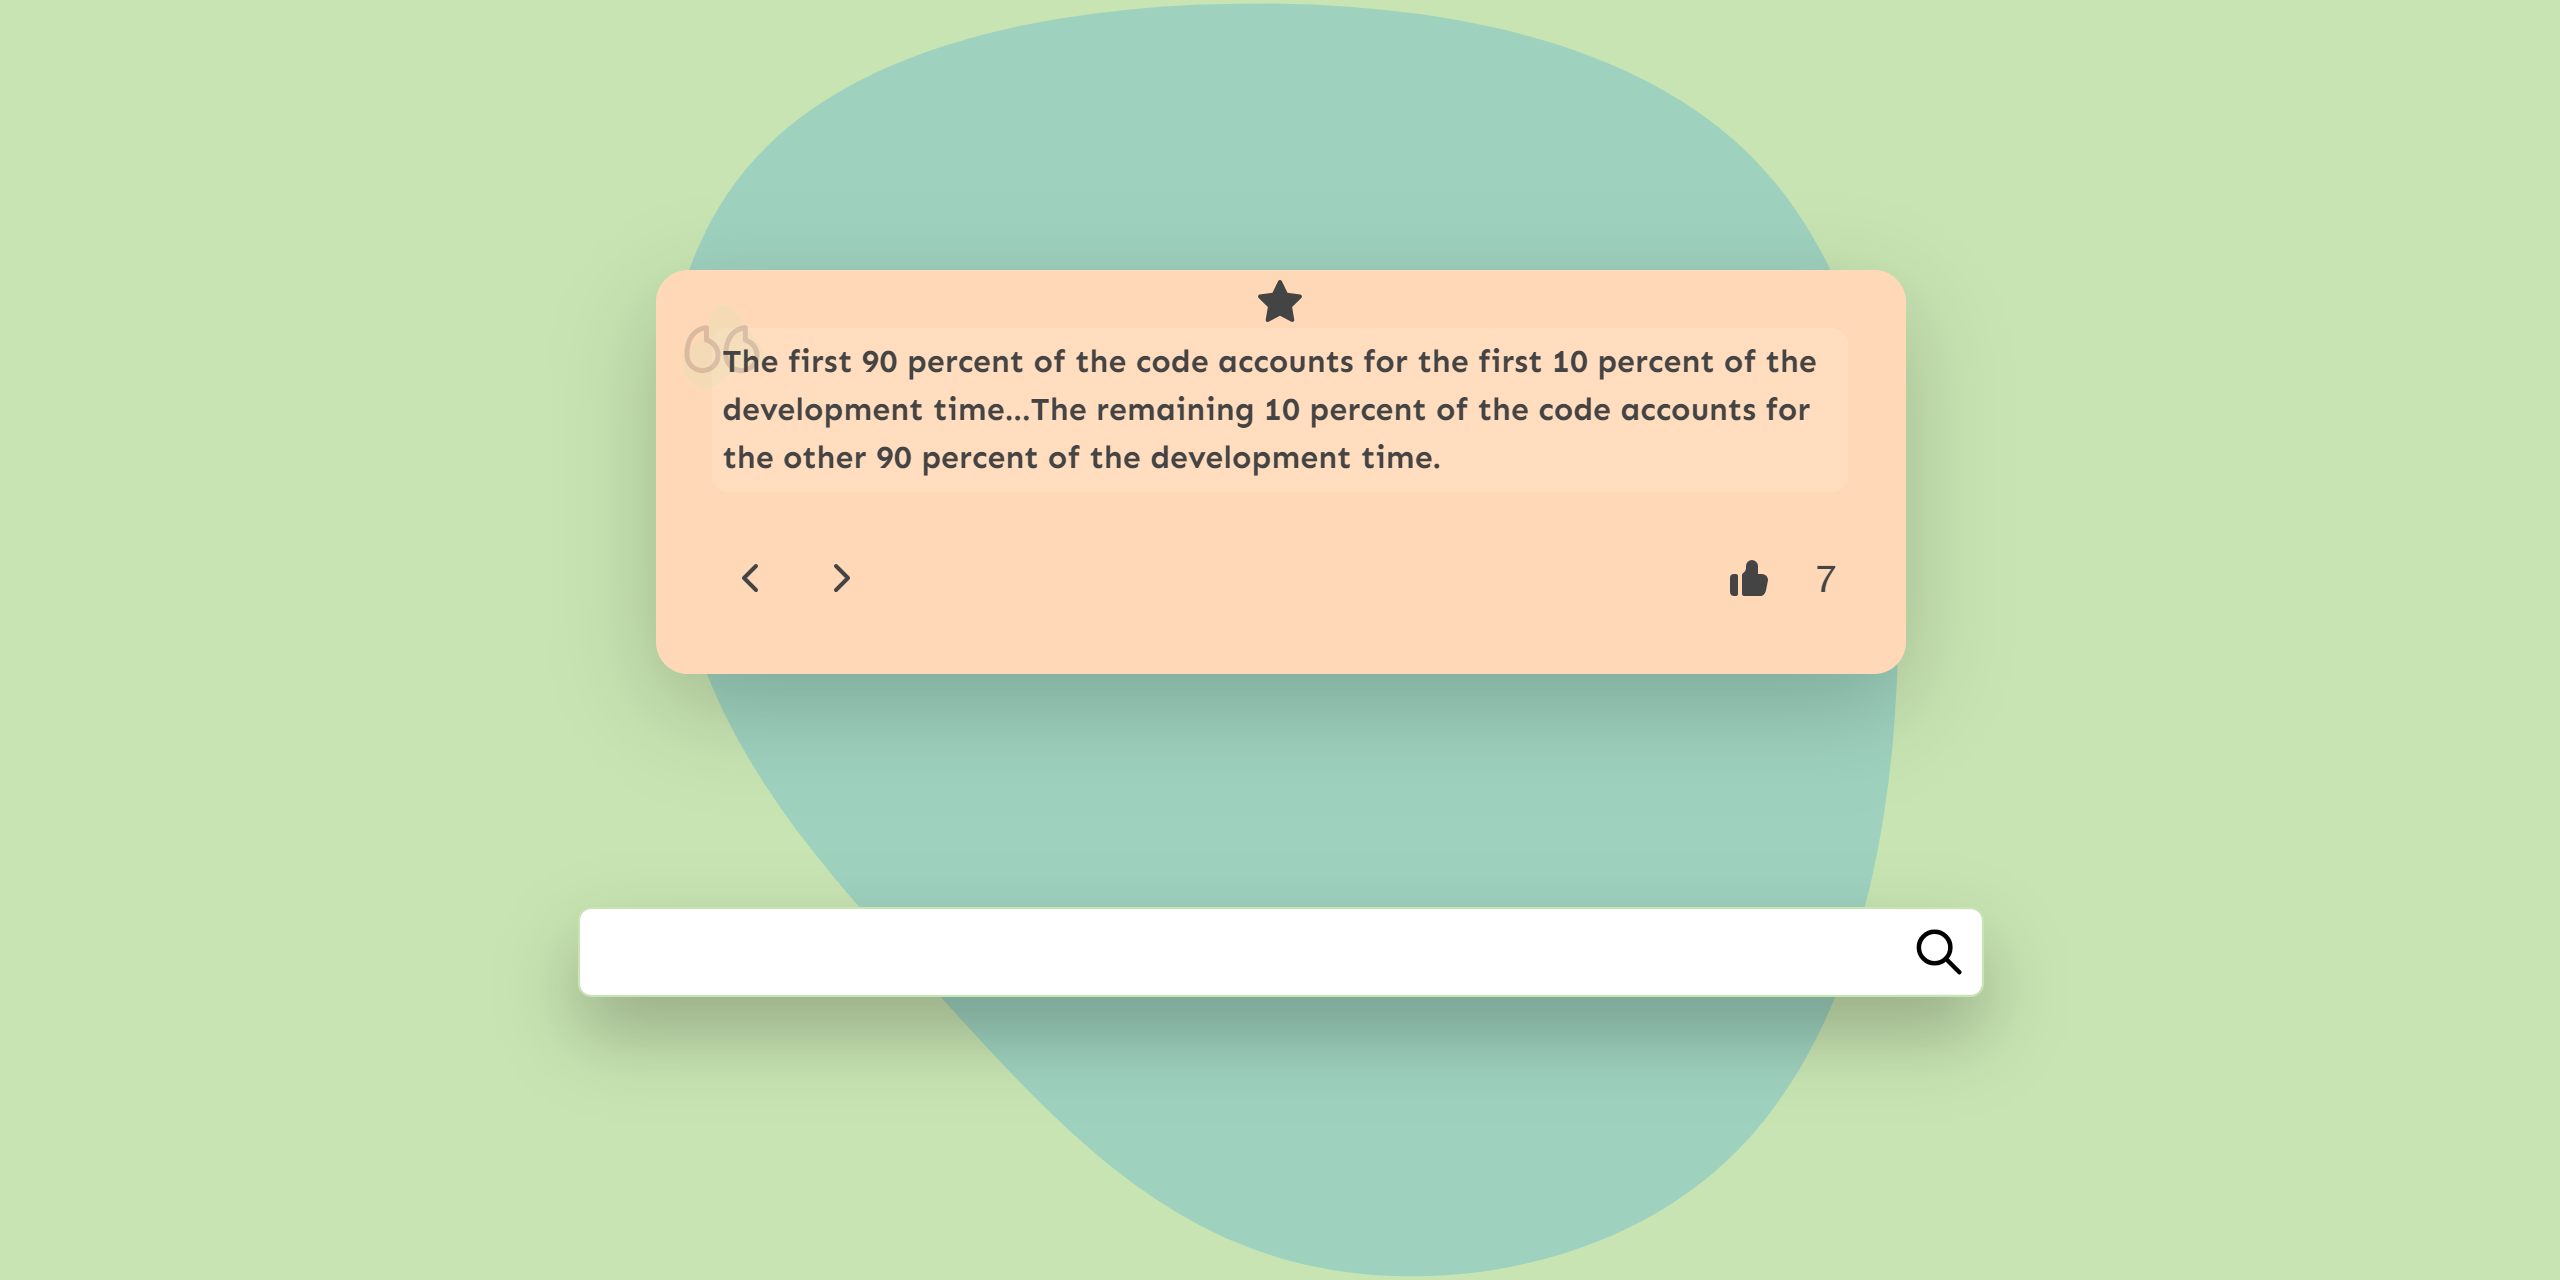 The first 90 percent of the code accounts for the first 10 percent of the
development time...The remaining 10 percent of the code accounts for
the other 90 percent of the development time.
7